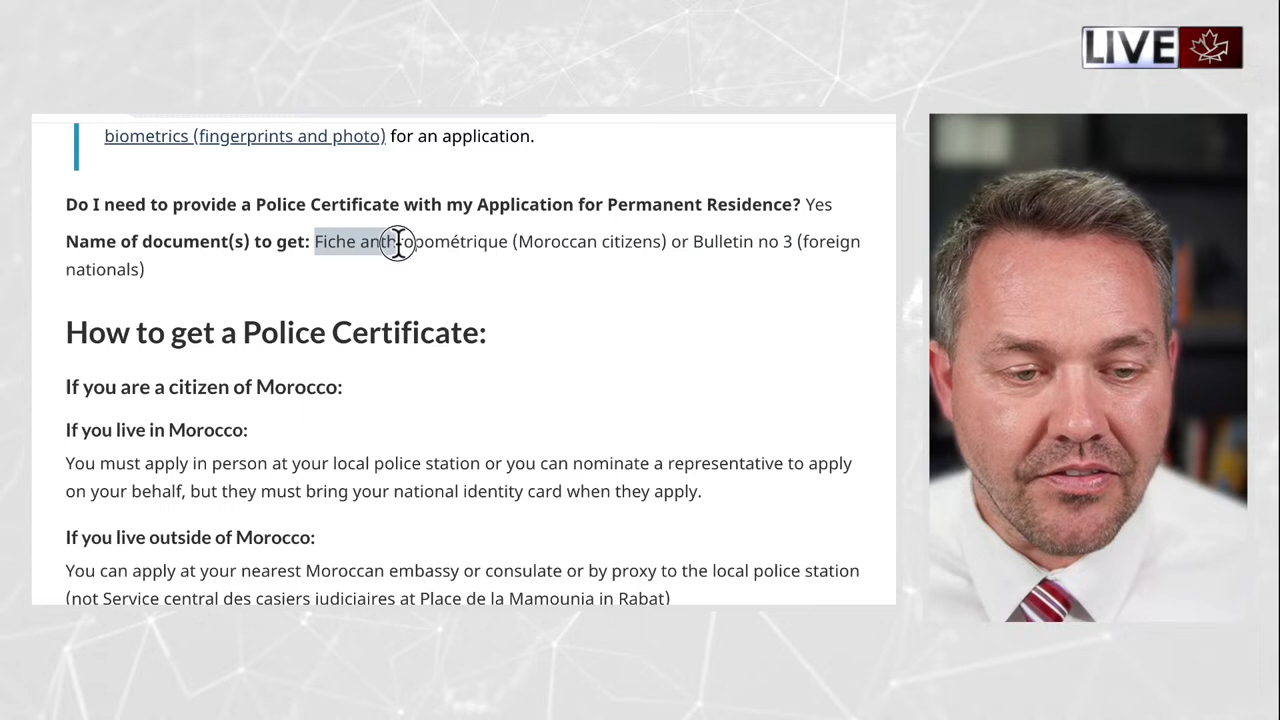 LIVE
biometrics (fingerprints and photo) for an application.
Do I need to provide a Police Certificate with my Application for Permanent Residence? Yes
Name of document(s) to get: Fiche anthropométrique (Moroccan citizens) or Bulletin no 3 (foreign
nationals)
How to get a Police Certificate:
If you are a citizen of Morocco:
If you live in Morocco:
You must apply in person at your local police station or you can nominate a representative to apply
on your behalf, but they must bring your national identity card when they apply.
If you live outside of Morocco:
You can apply at your nearest Moroccan embassy or consulate or by proxy to the local police station
(not Service central des casiers judiciaires at Place de la Mamounia in Rabat)